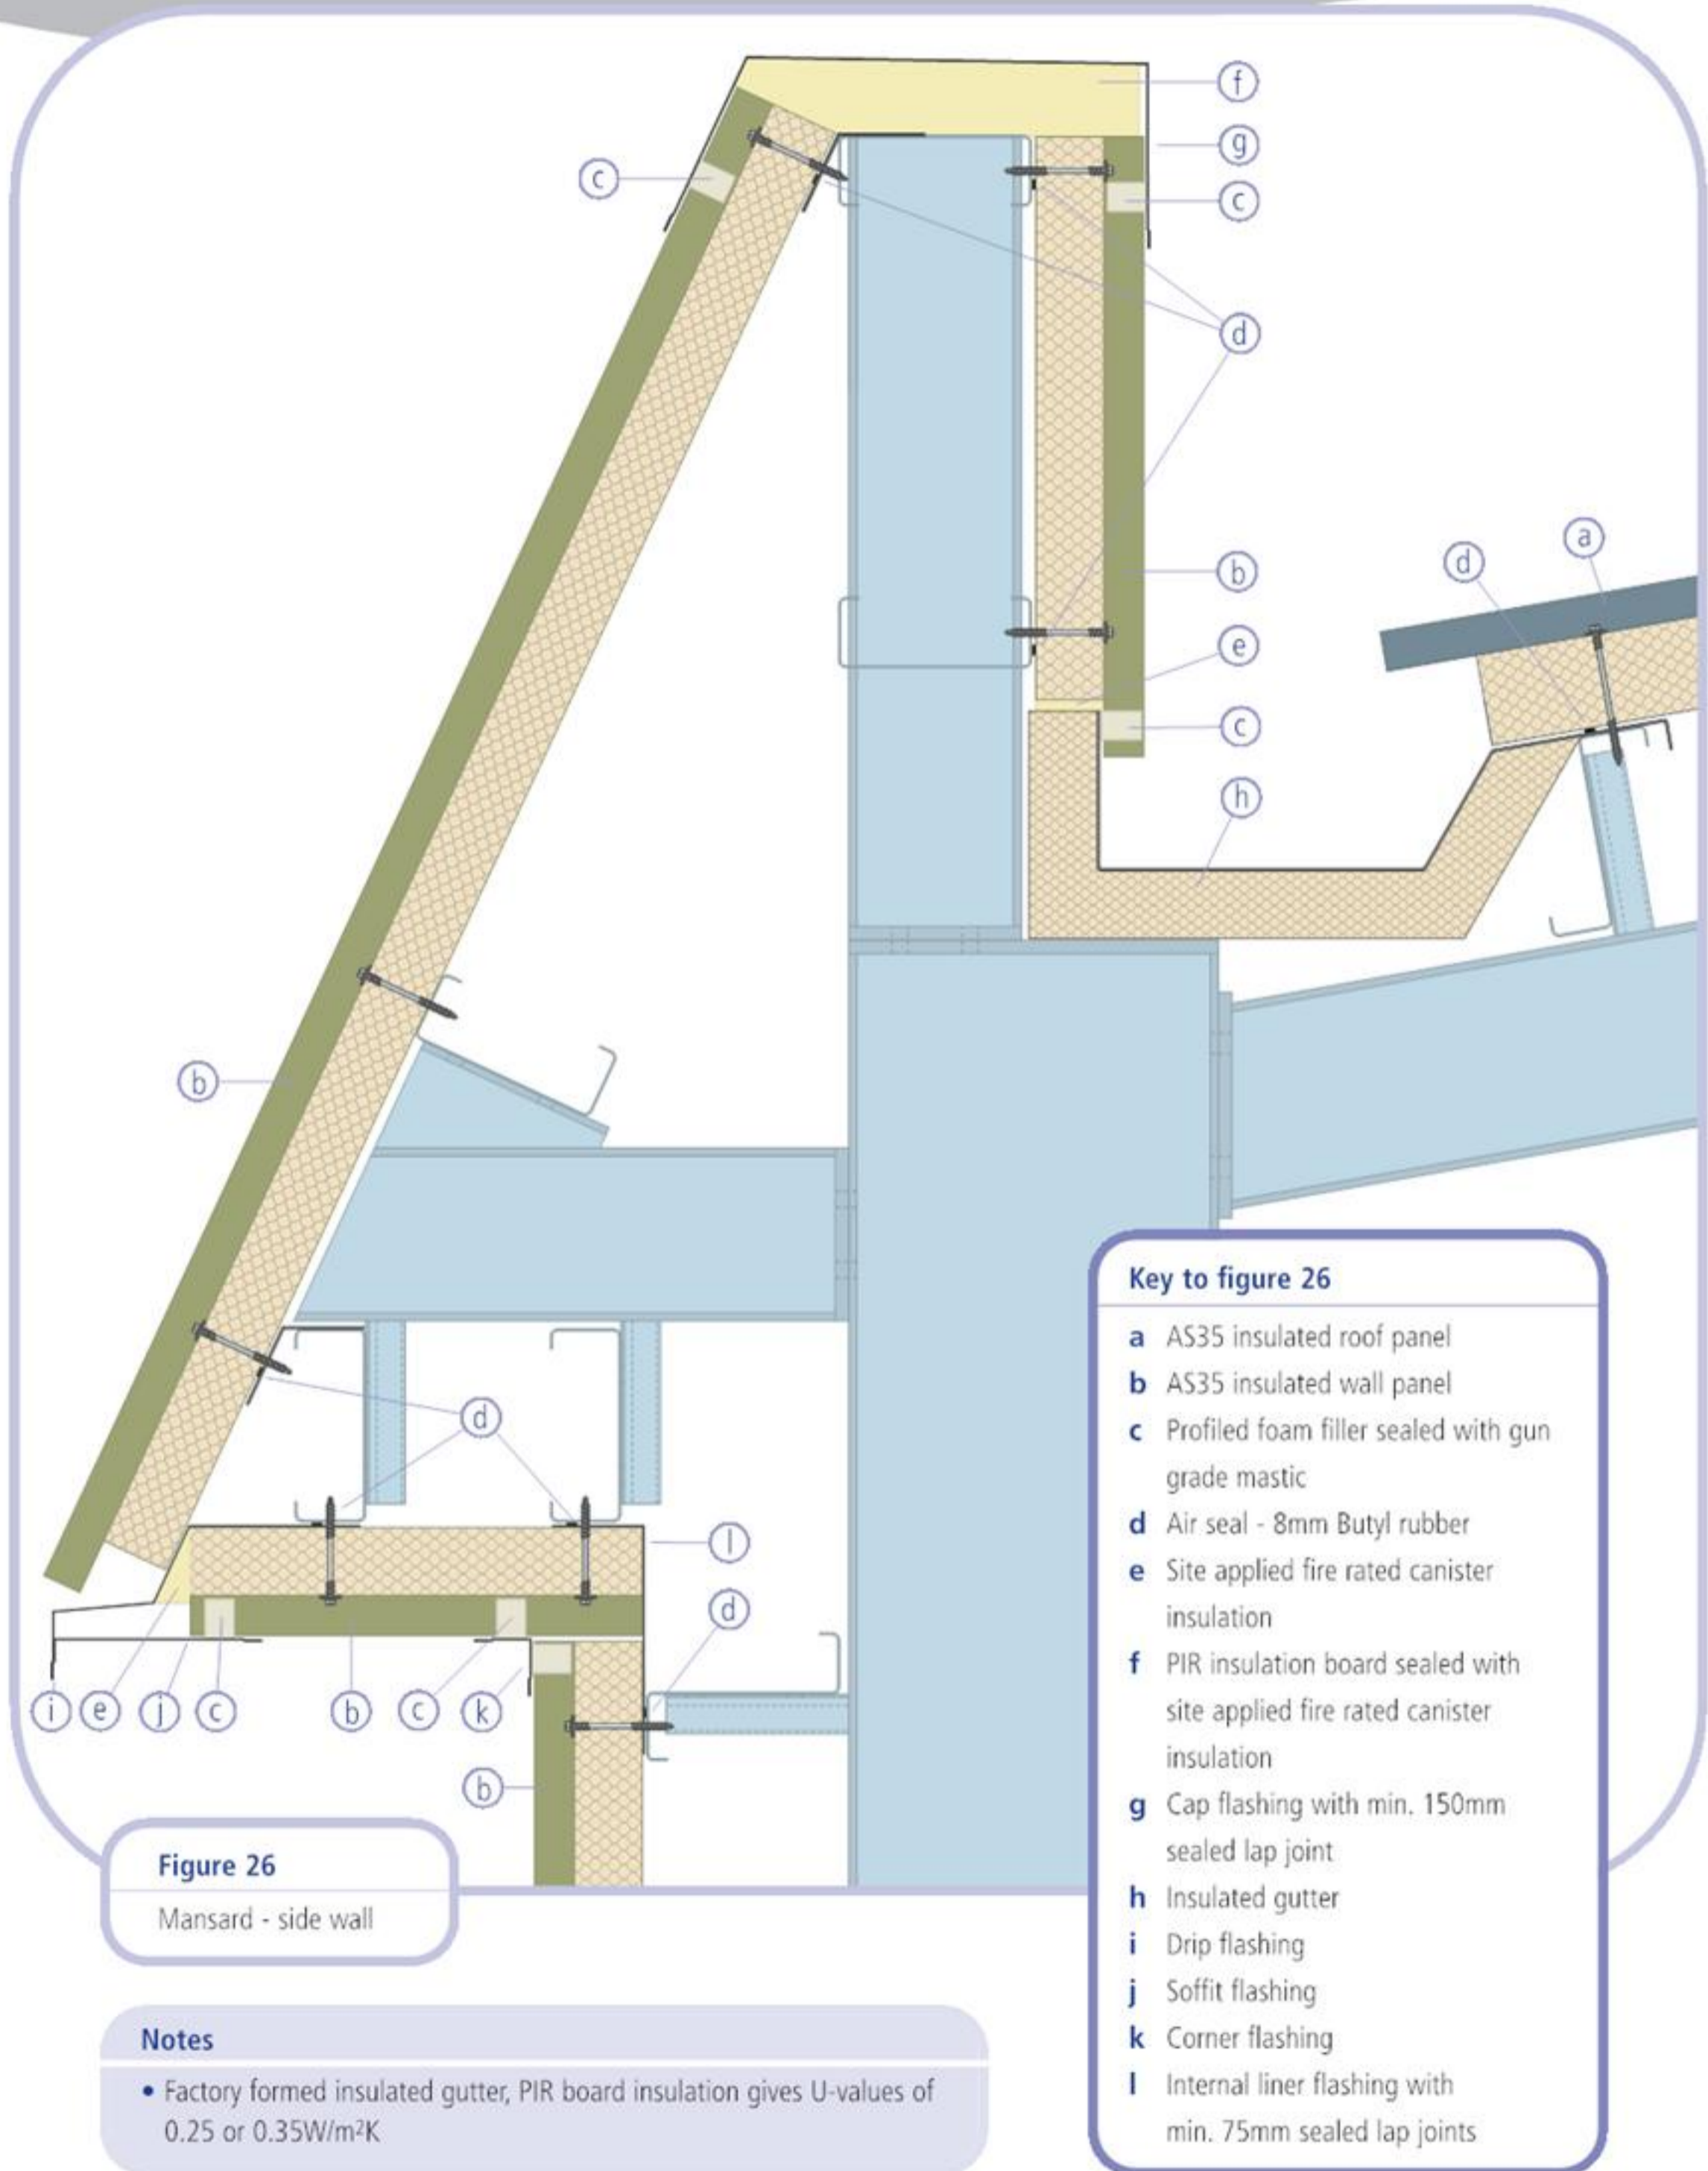 f
g
c
c
d
a
d
b
e
c
h
b
d
l
d
i e j c b c k
b
Key to figure 26
a AS35 insulated roof panel
b AS35 insulated wall panel
c Profiled foam filler sealed with gun
grade mastic
d Air seal - 8mm Butyl rubber
e Site applied fire rated canister
insulation
f PIR insulation board sealed with
site applied fire rated canister
insulation
g Cap flashing with min. 150mm
sealed lap joint
h Insulated gutter
i Drip flashing
j Soffit flashing
k Corner flashing
l Internal liner flashing with
min. 75mm sealed lap joints
Figure 26
Mansard - side wall
Notes
• Factory formed insulated gutter, PIR board insulation gives U-values of
0.25 or 0.35W/m²K